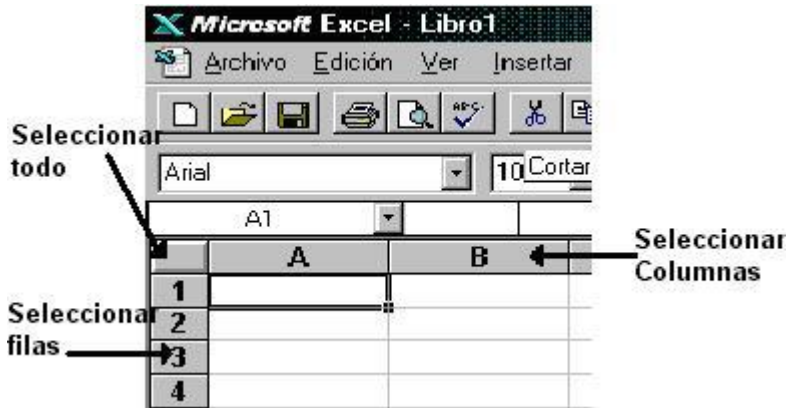 Microsoft Excel - Libro1
Archivo Edición Ver Insertar
ABC
Seleccionar
todo
Arial 10 Cortar
A1
A B
Seleccionar
Columnas
1
Seleccionar
filas
2
3
4